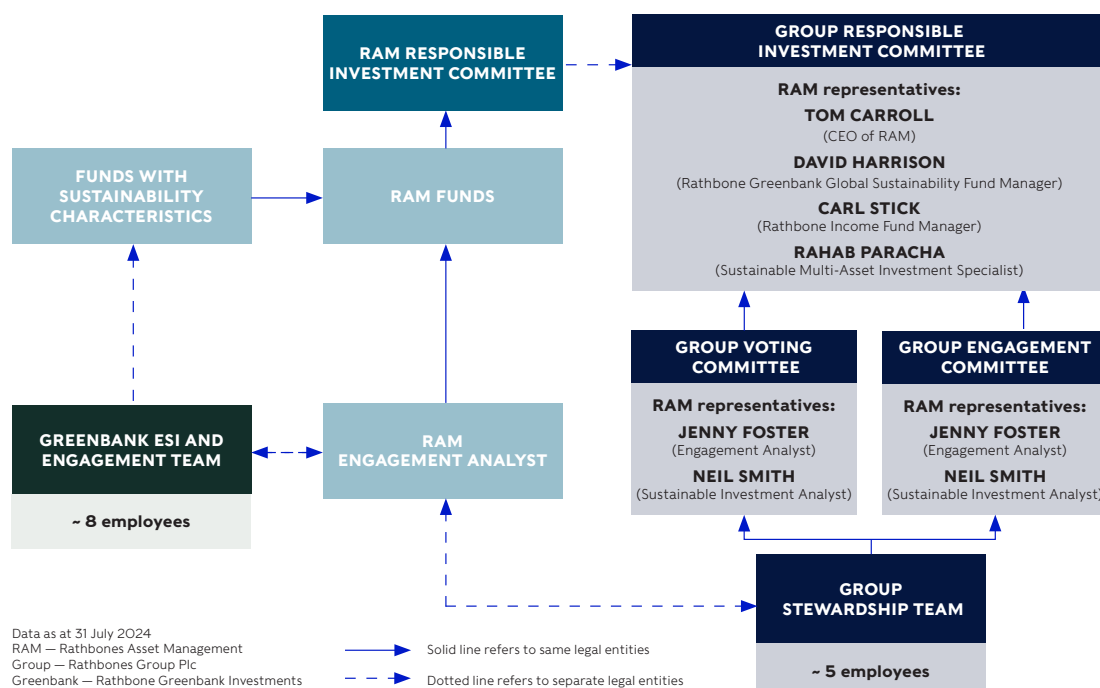 RAM RESPONSIBLE
INVESTMENT COMMITTEE
GROUP RESPONSIBLE
INVESTMENT COMMITTEE
RAM representatives:
TOM CARROLL
(CEO of RAM)
DAVID HARRISON
(Rathbone Greenbank Global Sustainability Fund Manager)
CARL STICK
(Rathbone Income Fund Manager)
RAHAB PARACHA
(Sustainable Multi-Asset Investment Specialist)
FUNDS WITH
SUSTAINABILITY
CHARACTERISTICS
RAM FUNDS
GROUP VOTING
COMMITTEE
RAM representatives:
JENNY FOSTER
(Engagement Analyst)
NEIL SMITH
(Sustainable Investment Analyst)
GROUP ENGAGEMENT
COMMITTEE
RAM representatives:
JENNY FOSTER
(Engagement Analyst)
NEIL SMITH
(Sustainable Investment Analyst)
GREENBANK ESI AND
ENGAGEMENT TEAM
~ 8 employees
RAM
ENGAGEMENT ANALYST
GROUP
STEWARDSHIP TEAM
~ 5 employees
Data as at 31 July 2024
RAM — Rathbones Asset Management
Group — Rathbones Group Plc
Greenbank — Rathbone Greenbank Investments
Solid line refers to same legal entities
Dotted line refers to separate legal entities